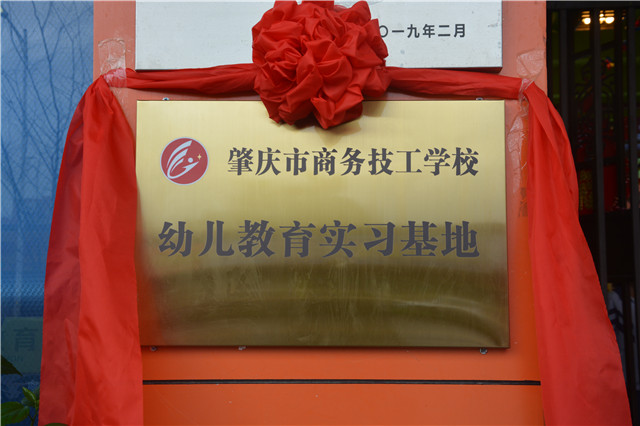 〇一九年二月
肇庆市商务技工学校
幼儿教育实习基地
育